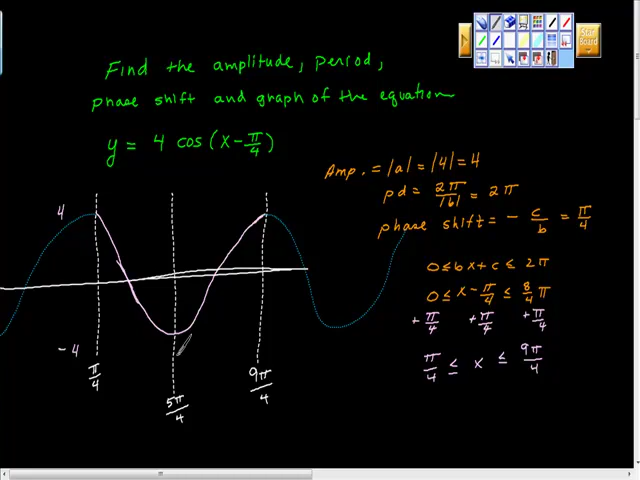 Find the amplitude, period,
phase shift and graph of the equation
y = 4 cos(x - π/4)
Amp. = |a| = |4| = 4
pd = 2π/|b| = 2π
phase shift = - c/b = π/4
0 ≤ bx + c ≤ 2π
0 ≤ x - π/4 ≤ 8/4 π
+ π/4 + π/4 + π/4
π/4 ≤ x ≤ 9π/4
4
-4
π/4
5π/4
9π/4
iStan
Board